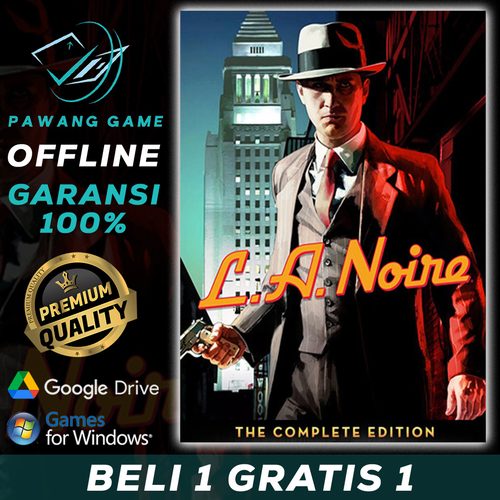 PAWANG GAME
OFFLINE
GARANSI
100%
PREMIUM
QUALITY
Google Drive
Games
for Windows®
L.A. Noire
THE COMPLETE EDITION
BELI 1 GRATIS 1